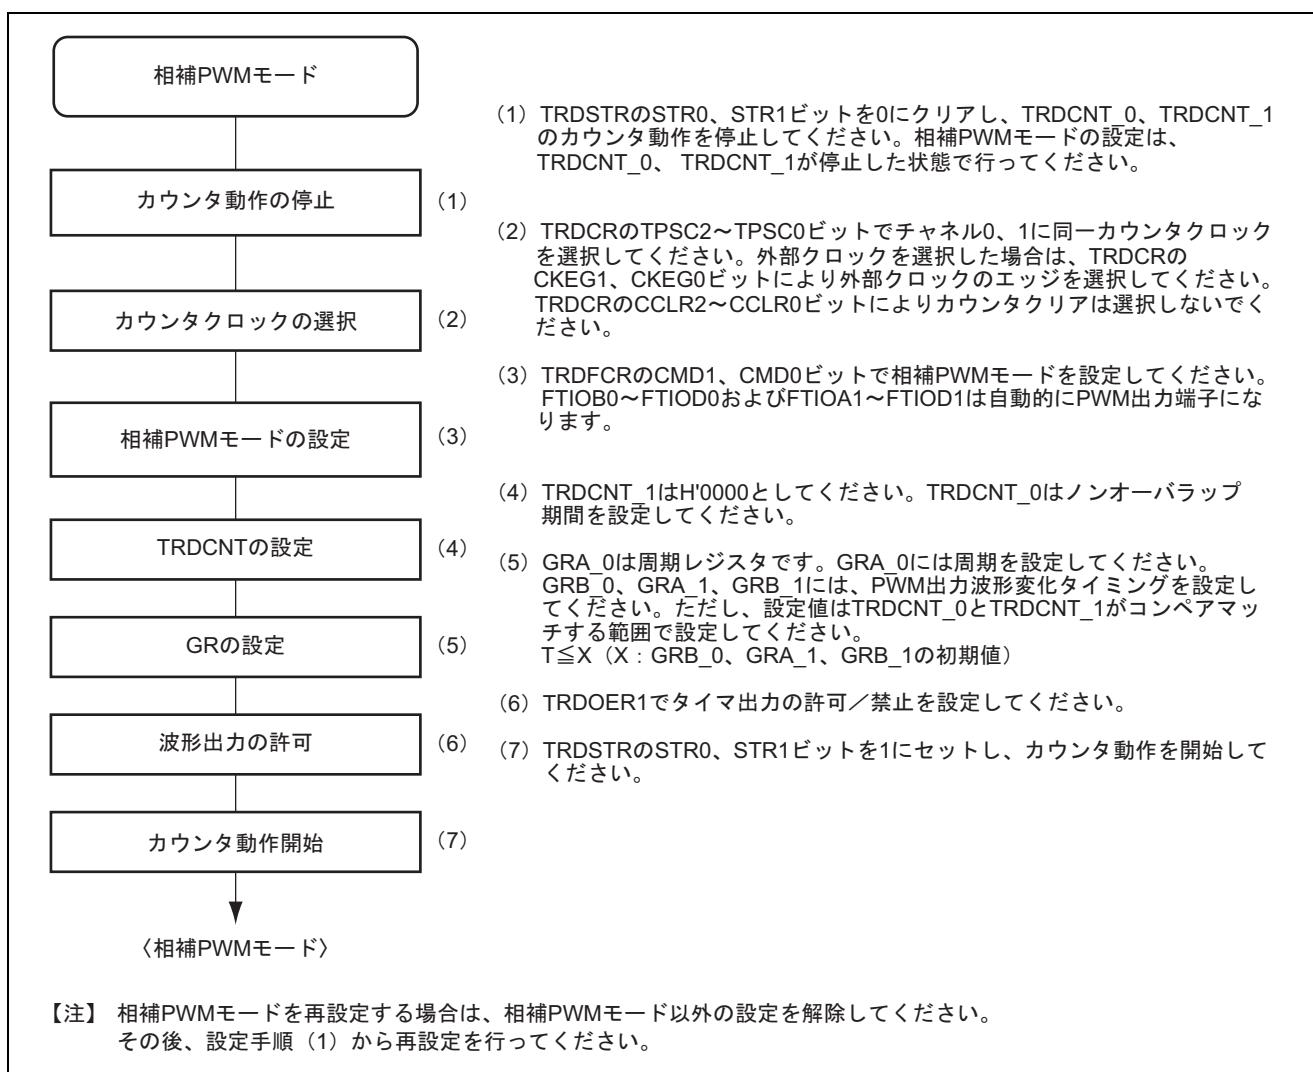 相補PWMモード
カウンタ動作の停止
(1)
カウンタクロックの選択
(2)
相補PWMモードの設定
(3)
TRDCNTの設定
(4)
GRの設定
(5)
波形出力の許可
(6)
カウンタ動作開始
(7)
〈相補PWMモード〉
(1) TRDSTRのSTR0、STR1ビットを0にクリアし、TRDCNT_0、TRDCNT_1
のカウンタ動作を停止してください。相補PWMモードの設定は、
TRDCNT_0、 TRDCNT_1が停止した状態で行ってください。
(2) TRDCRのTPSC2～TPSC0ビットでチャネル0、1に同一カウンタクロック
を選択してください。外部クロックを選択した場合は、TRDCRの
CKEG1、CKEG0ビットにより外部クロックのエッジを選択してください。
TRDCRのCCLR2～CCLR0ビットによりカウンタクリアは選択しないでく
ださい。
(3) TRDFCRのCMD1、CMD0ビットで相補PWMモードを設定してください。
FTIOB0～FTIOD0およびFTIOA1～FTIOD1は自動的にPWM出力端子にな
ります。
(4) TRDCNT_1はH'0000としてください。TRDCNT_0はノンオーバラップ
期間を設定してください。
(5) GRA_0は周期レジスタです。GRA_0には周期を設定してください。
GRB_0、GRA_1、GRB_1には、PWM出力波形変化タイミングを設定し
てください。ただし、設定値はTRDCNT_0とTRDCNT_1がコンペアマッ
チする範囲で設定してください。
T≦X（X：GRB_0、GRA_1、GRB_1の初期値）
(6) TRDOER1でタイマ出力の許可／禁止を設定してください。
(7) TRDSTRのSTR0、STR1ビットを1にセットし、カウンタ動作を開始して
ください。
【注】 相補PWMモードを再設定する場合は、相補PWMモード以外の設定を解除してください。
その後、設定手順（1）から再設定を行ってください。